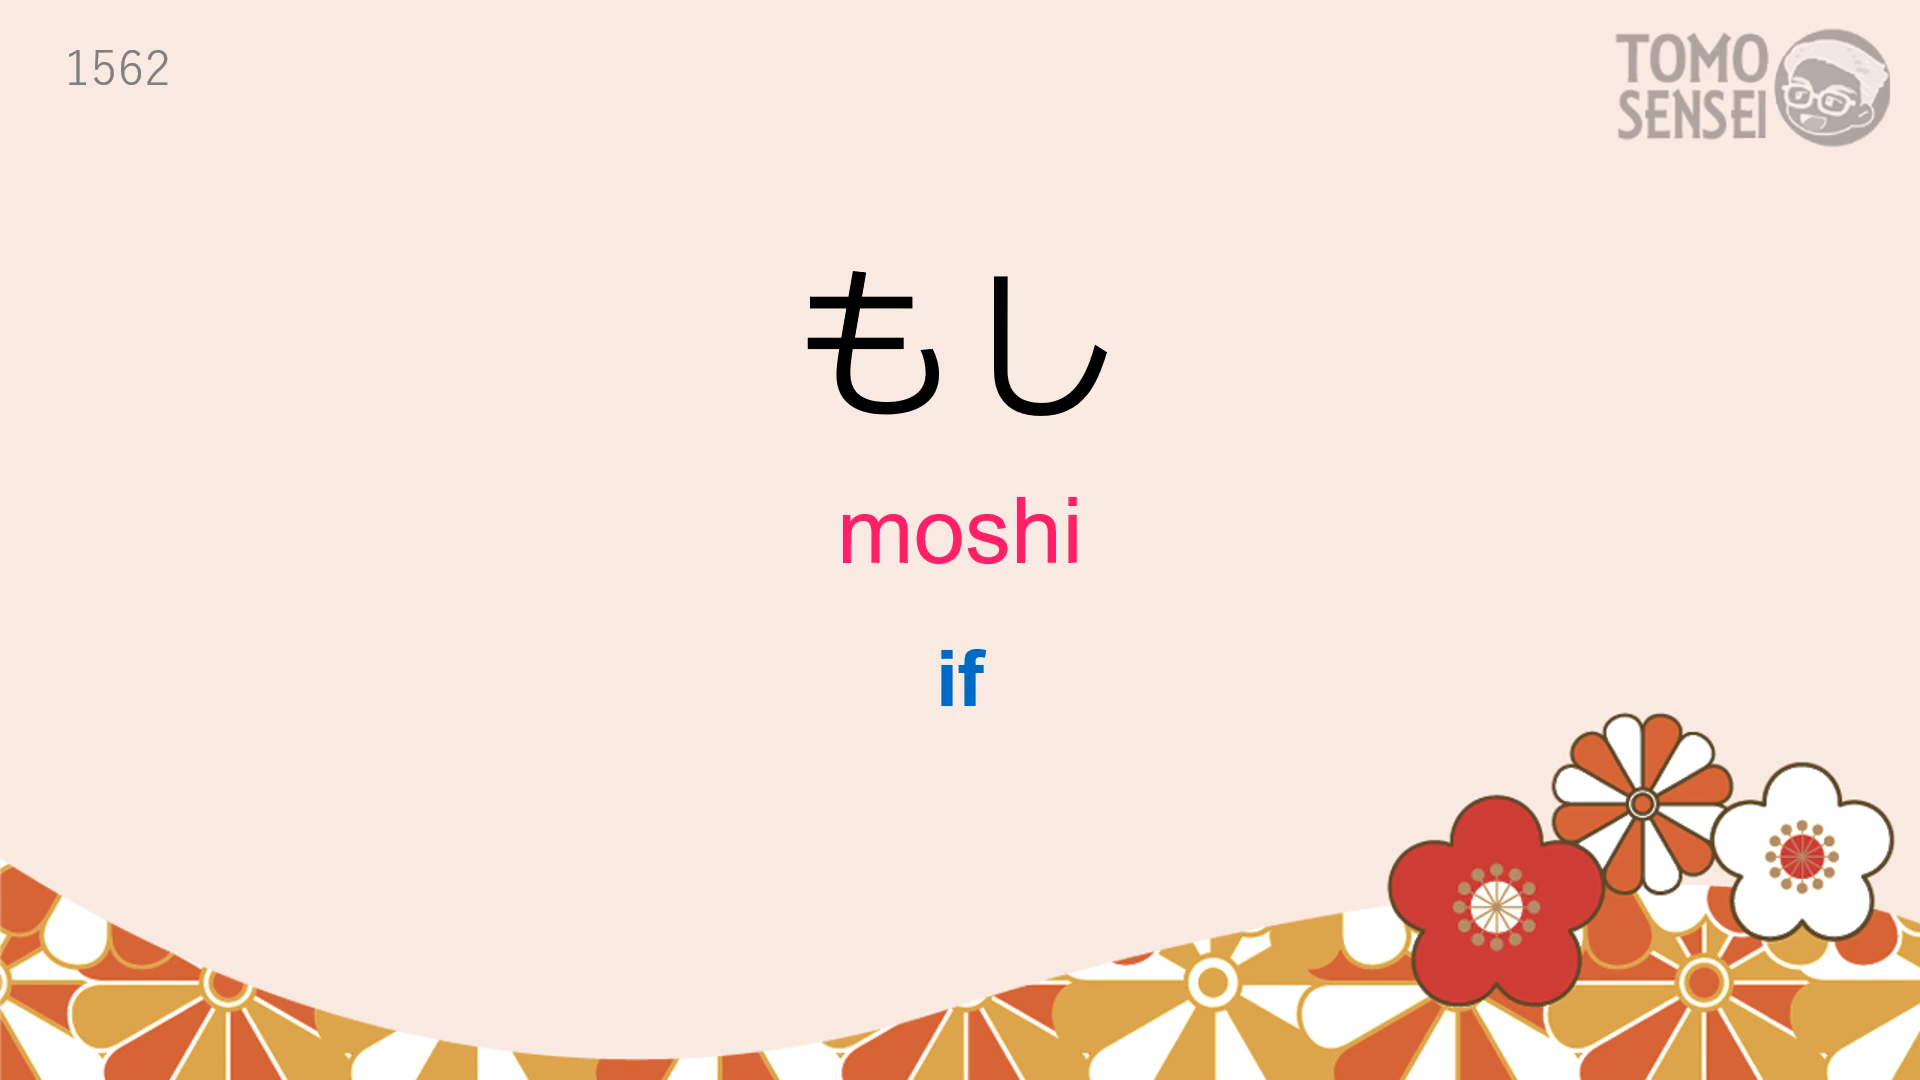 1562
TOMO
SENSEI
もし
moshi
if